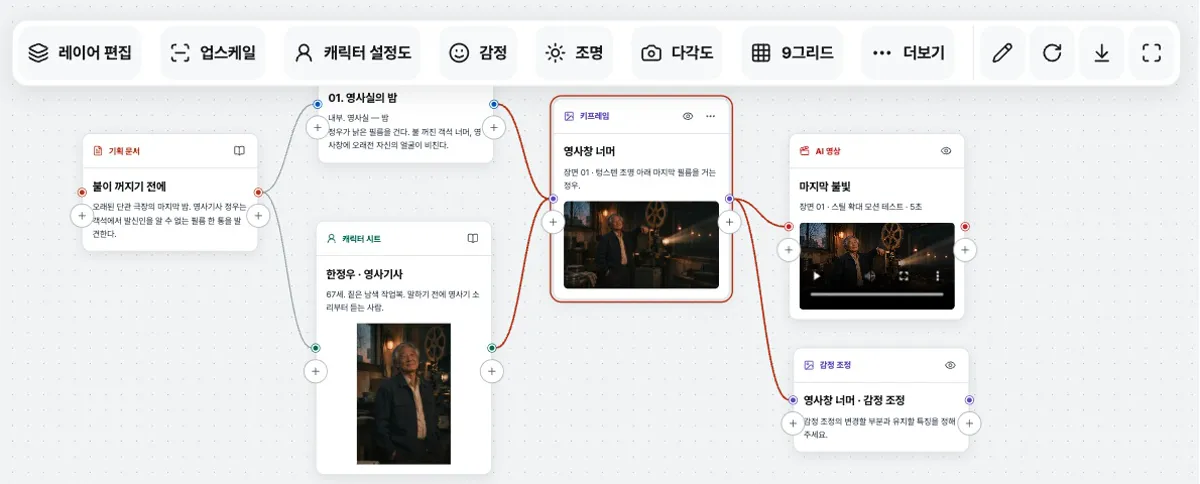 레이어 편집
업스케일
캐릭터 설정도
감정
조명
다각도
9그리드
더보기
기획 문서
불이 꺼지기 전에
오래된 단관 극장의 마지막 밤. 영사기사 정우는
객석에서 발신인을 알 수 없는 필름 한 통을 발
견한다.
01. 영사실의 밤
내부. 영사실 — 밤
정우가 낡은 필름을 건다. 불 꺼진 객석 너머, 영
사창에 오래전 자신의 얼굴이 비친다.
캐릭터 시트
한정우 · 영사기사
67세. 짙은 남색 작업복. 말하기 전에 영사기 소
리부터 듣는 사람.
키프레임
영사창 너머
장면 01 · 텅스텐 조명 아래 마지막 필름을 거는
정우.
AI 영상
마지막 불빛
장면 01 · 스틸 확대 모션 테스트 · 5초
감정 조정
영사창 너머 · 감정 조정
감정 조정의 변경할 부분과 유지할 특징을 정해
주세요.